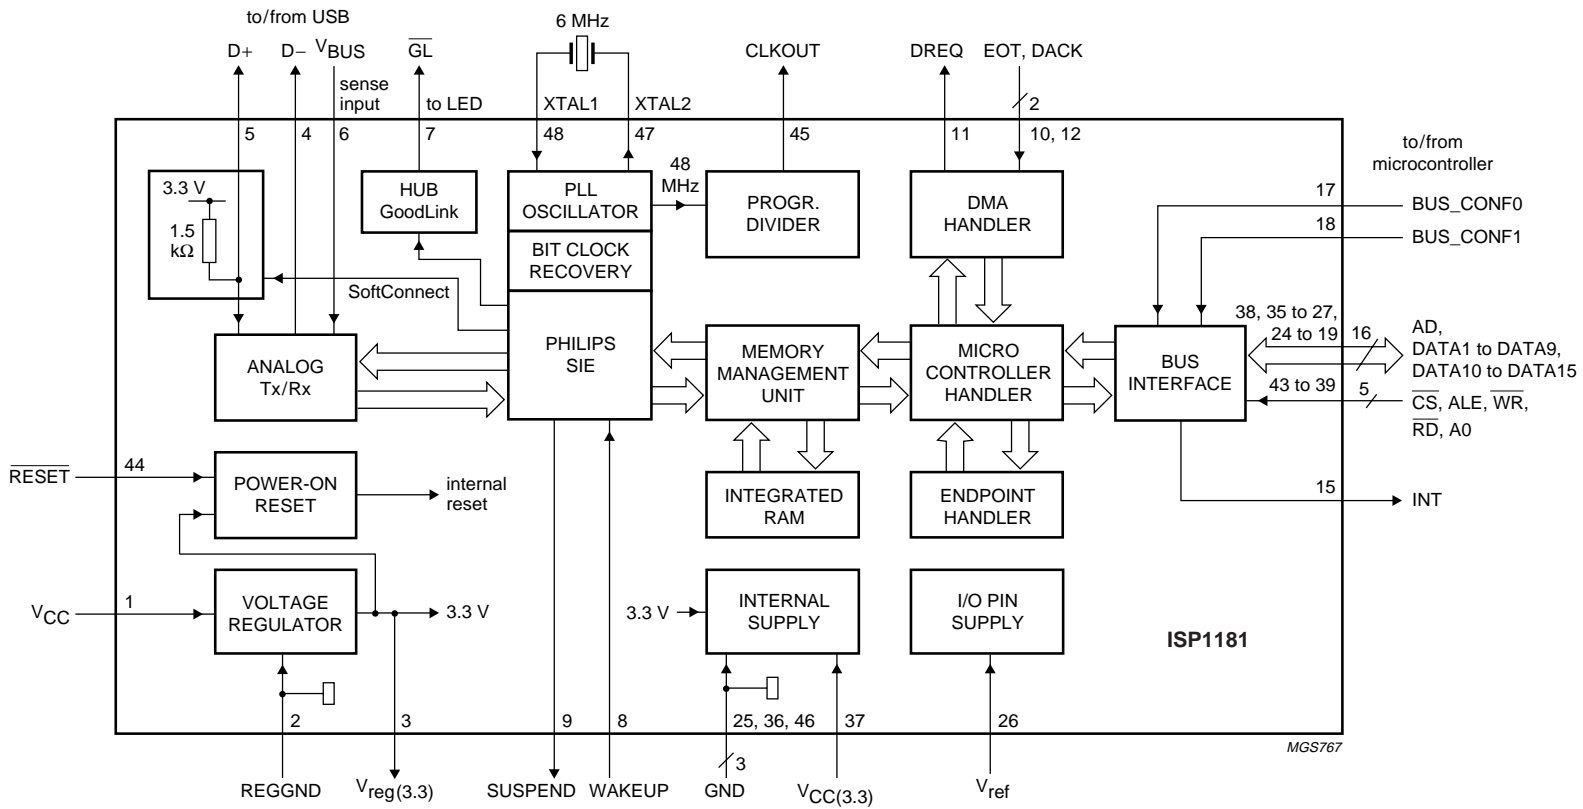 to/from USB
6 MHz
D+
D−
VBUS
GL
CLKOUT
DREQ
EOT, DACK
sense
input
to LED
XTAL1
XTAL2
2
5
4
6
7
48
47
45
11
10, 12
to/from
microcontroller
48
MHz
3.3 V
1.5
kΩ
HUB
GoodLink
PLL
OSCILLATOR
PROGR.
DIVIDER
DMA
HANDLER
17
BUS_CONF0
18
BUS_CONF1
BIT CLOCK
RECOVERY
SoftConnect
38, 35 to 27,
24 to 19
16
AD,
DATA1 to DATA9,
DATA10 to DATA15
ANALOG
Tx/Rx
PHILIPS
SIE
MEMORY
MANAGEMENT
UNIT
MICRO
CONTROLLER
HANDLER
BUS
INTERFACE
43 to 39
5
CS, ALE, WR,
RD, A0
RESET
44
POWER-ON
RESET
internal
reset
INTEGRATED
RAM
ENDPOINT
HANDLER
15
INT
VCC
1
VOLTAGE
REGULATOR
3.3 V
3.3 V
INTERNAL
SUPPLY
I/O PIN
SUPPLY
ISP1181
2
3
9
8
25, 36, 46
37
26
MGS767
3
REGGND
Vreg(3.3)
SUSPEND
WAKEUP
GND
VCC(3.3)
Vref